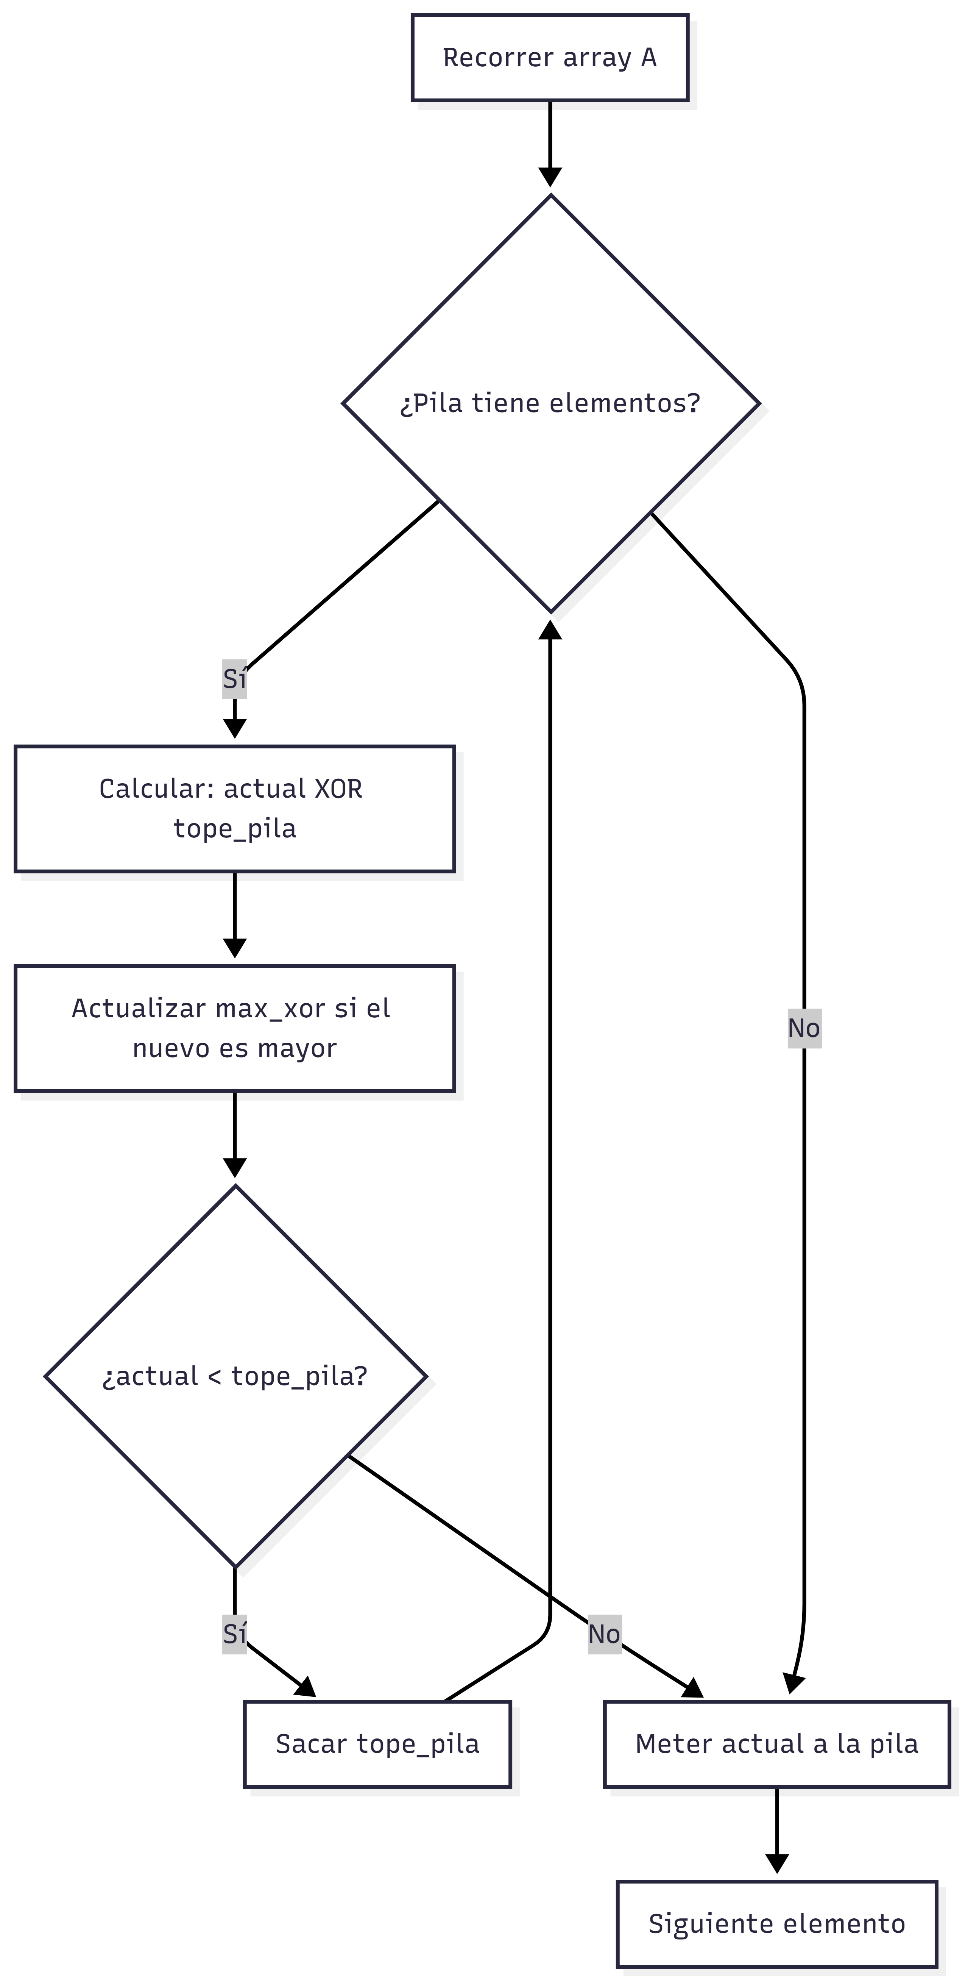 Recorrer array A
¿Pila tiene elementos?
Sí
Calcular: actual XOR
tope_pila
Actualizar max_xor si el
nuevo es mayor
No
¿actual < tope_pila?
Sí
No
Sacar tope_pila
Meter actual a la pila
Siguiente elemento